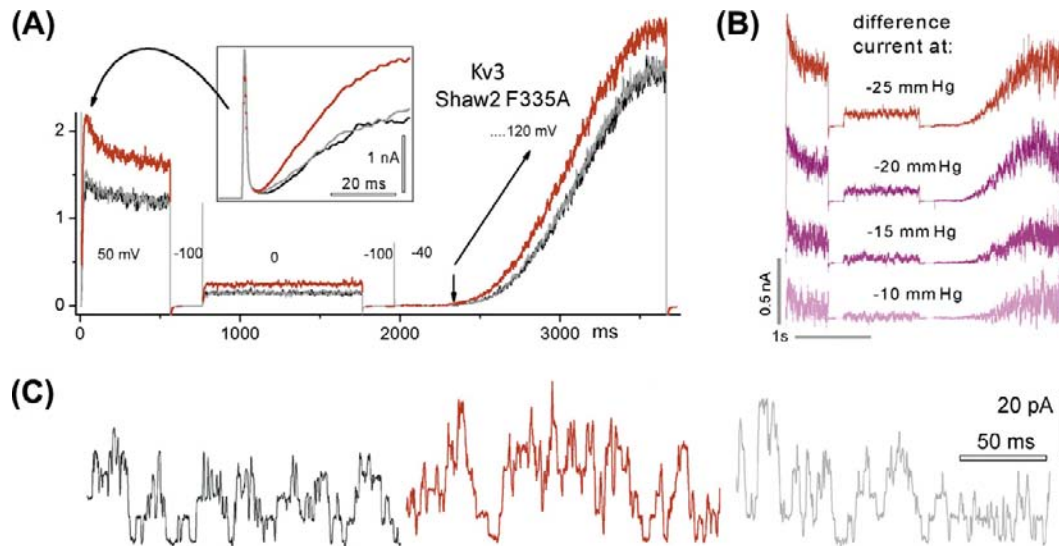 (A)
Kv3
Shaw2 F335A
....120 mV
1 nA
20 ms
2
1
0
50 mV
-100
0
-100
-40
0
1000
2000
3000
ms
(B)
difference
current at:
-25 mm Hg
-20 mm Hg
-15 mm Hg
-10 mm Hg
0.5 nA
1s
(C)
20 pA
50 ms